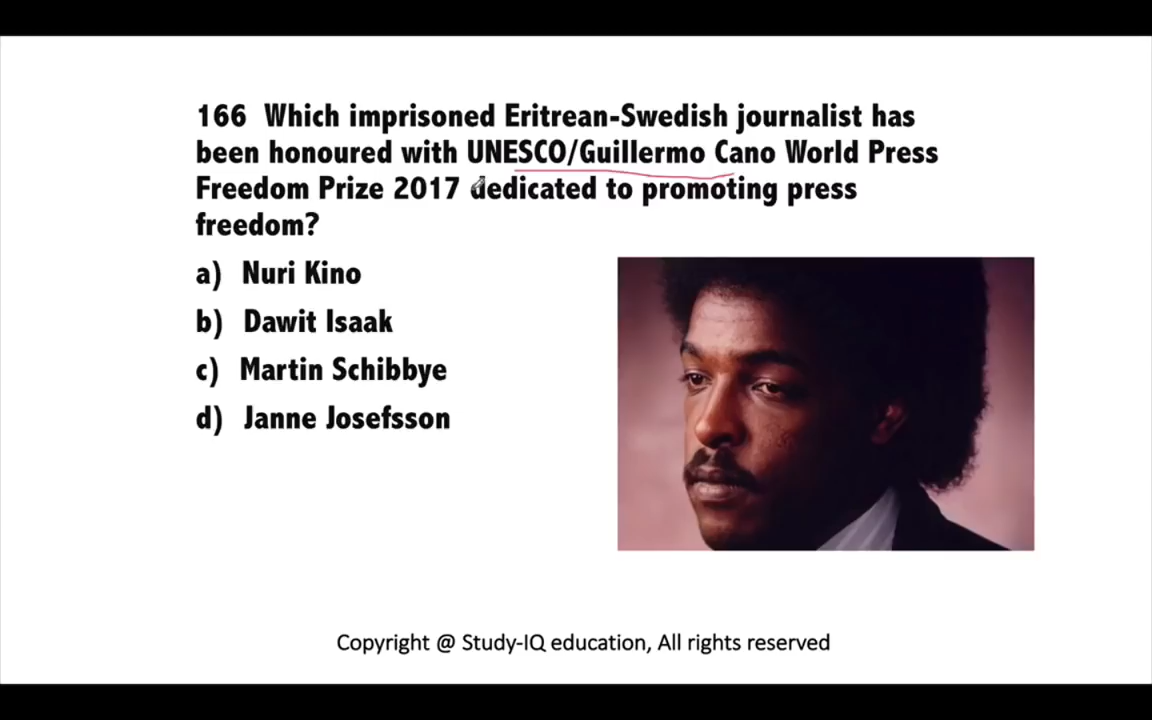 166 Which imprisoned Eritrean-Swedish journalist has
been honoured with UNESCO/Guillermo Cano World Press
Freedom Prize 2017 dedicated to promoting press
freedom?
a) Nuri Kino
b) Dawit Isaak
c) Martin Schibbye
d) Janne Josefsson
Copyright @ Study-IQ education, All rights reserved